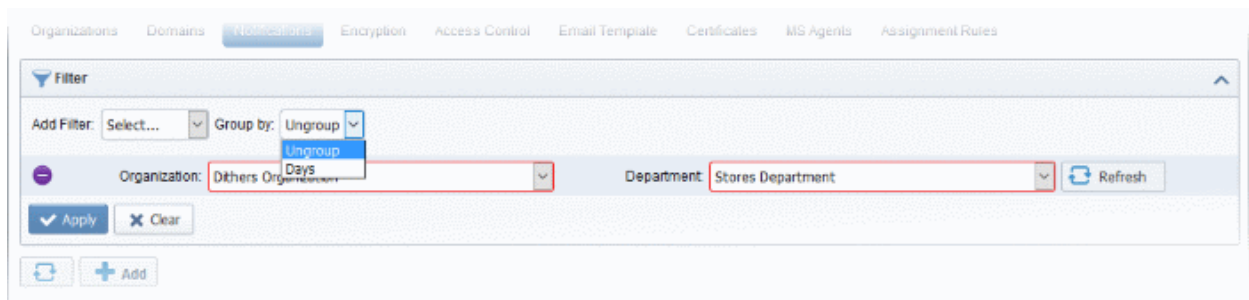 Organizations Domains Notifications Encryption Access Control Email Template Certificates MS Agents Assignment Rules
Filter
Add Filter: Select... Group by: Ungroup
Ungroup
Days
Organization: Dithers Organization Department: Stores Department Refresh
Apply Clear
Add